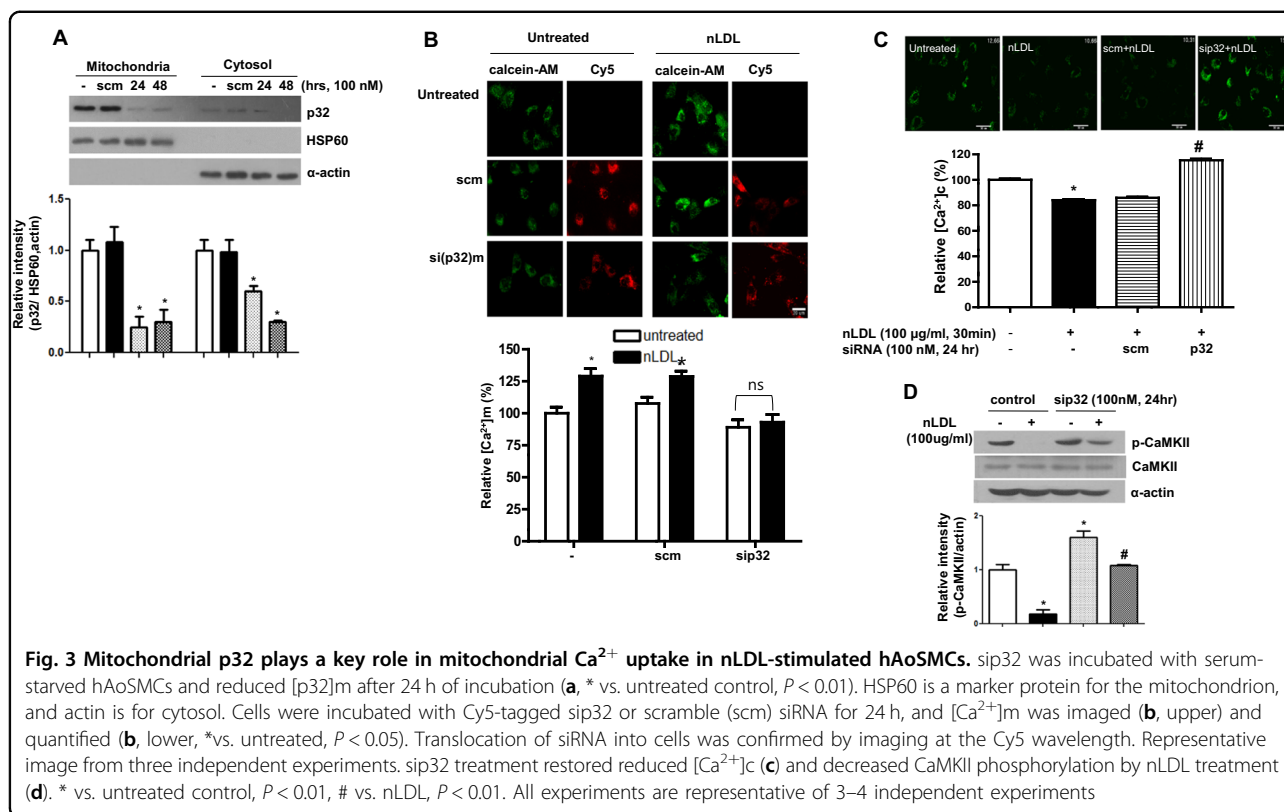 A
Mitochondria Cytosol
- scm 24 48 - scm 24 48 (hrs, 100 nM)
p32
HSP60
α-actin
Relative intensity
(p32/ HSP60,actin)
1.5
1.0
0.5
0.0
* * * *
B
Untreated nLDL
calcein-AM Cy5 calcein-AM Cy5
Untreated
scm
si(p32)m
untreated
nLDL
Relative [Ca²⁺]m (%)
150
125
100
75
50
25
0
* * ns
- scm sip32
C
Untreated nLDL scm+nLDL sip32+nLDL
Relative [Ca²⁺]c (%)
120
100
80
60
40
20
0
* #
nLDL (100 µg/ml, 30min) - + + +
siRNA (100 nM, 24 hr) - - scm p32
D
control sip32 (100nM, 24hr)
nLDL - + - +
(100ug/ml)
p-CaMKII
CaMKII
α-actin
Relative intensity
(p-CaMKII/actin)
2
1
0
* * #
Fig. 3 Mitochondrial p32 plays a key role in mitochondrial Ca²⁺ uptake in nLDL-stimulated hAoSMCs. sip32 was incubated with serum-
starved hAoSMCs and reduced [p32]m after 24 h of incubation (a, * vs. untreated control, P < 0.01). HSP60 is a marker protein for the mitochondrion,
and actin is for cytosol. Cells were incubated with Cy5-tagged sip32 or scramble (scm) siRNA for 24 h, and [Ca²⁺]m was imaged (b, upper) and
quantified (b, lower, *vs. untreated, P < 0.05). Translocation of siRNA into cells was confirmed by imaging at the Cy5 wavelength. Representative
image from three independent experiments. sip32 treatment restored reduced [Ca²⁺]c (c) and decreased CaMKII phosphorylation by nLDL treatment
(d). * vs. untreated control, P < 0.01, # vs. nLDL, P < 0.01. All experiments are representative of 3–4 independent experiments